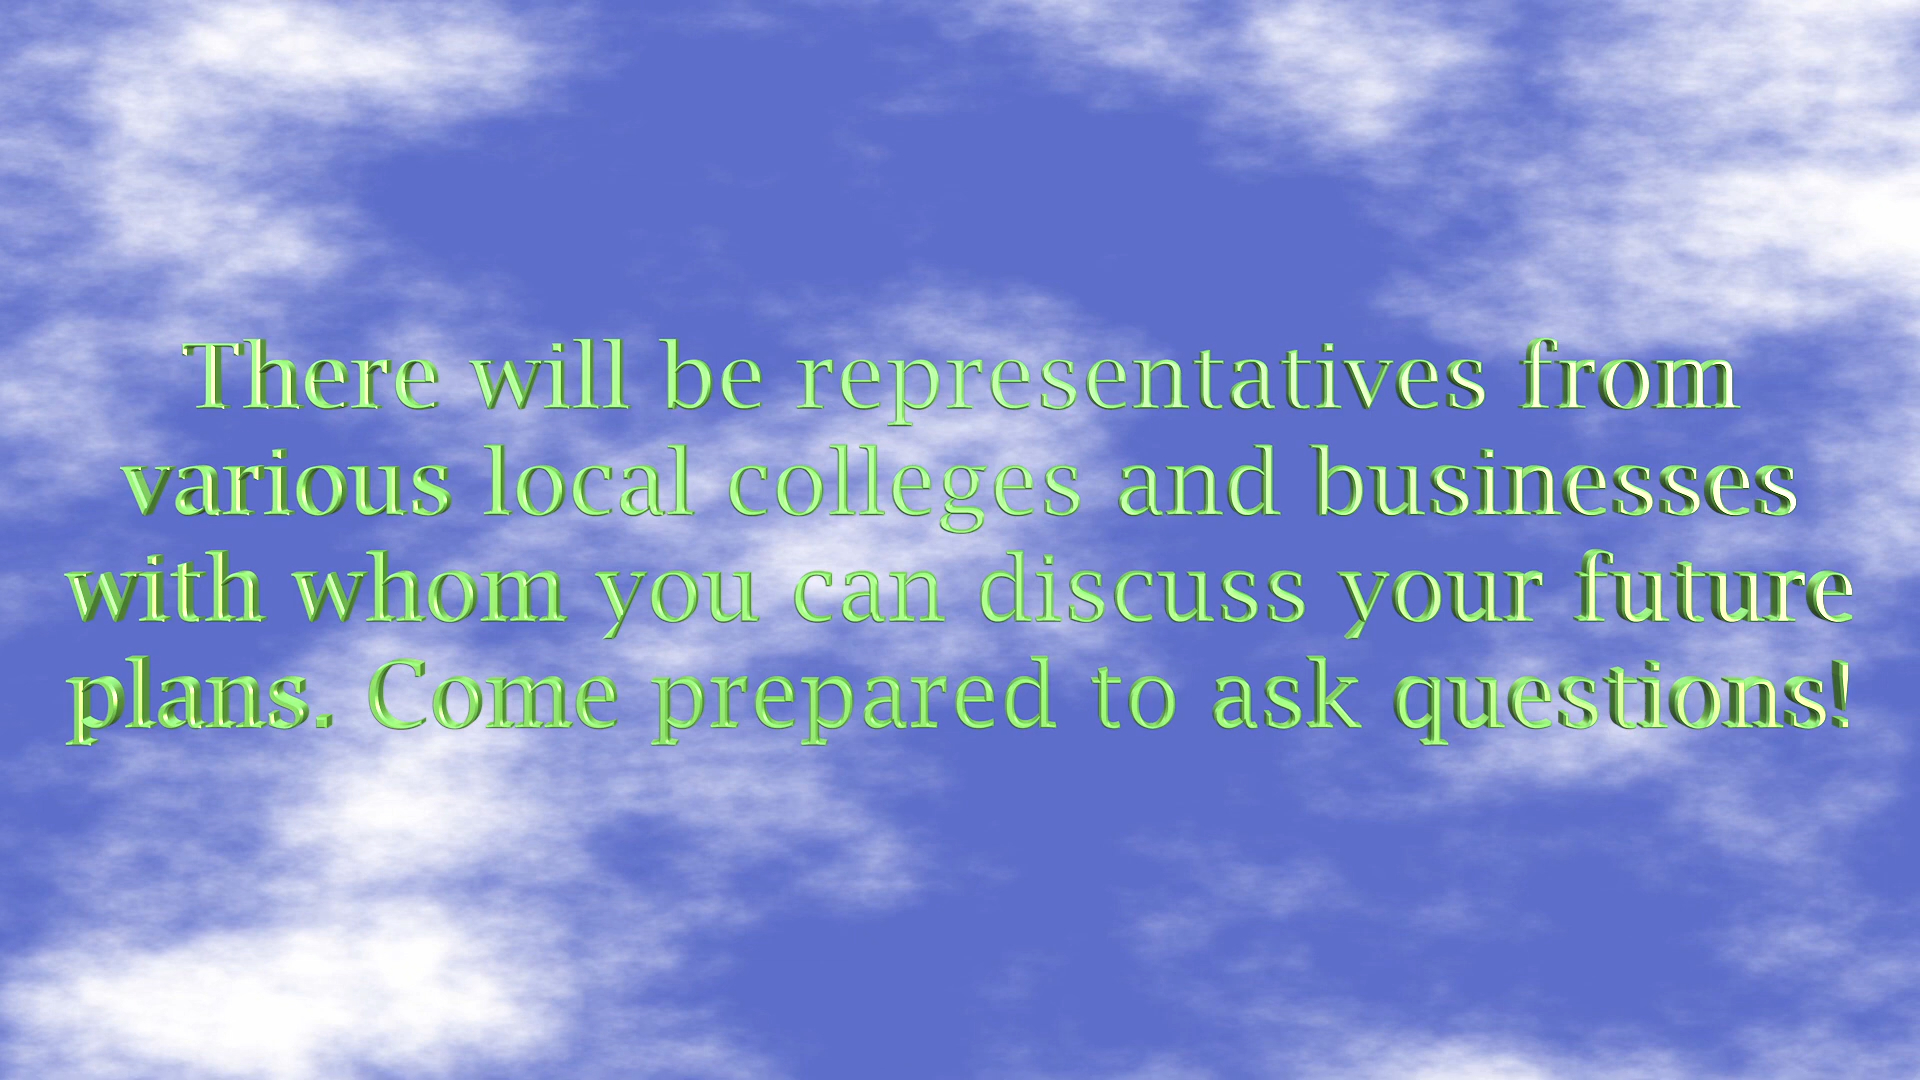 There will be representatives from
various local colleges and businesses
with whom you can discuss your future
plans. Come prepared to ask questions!